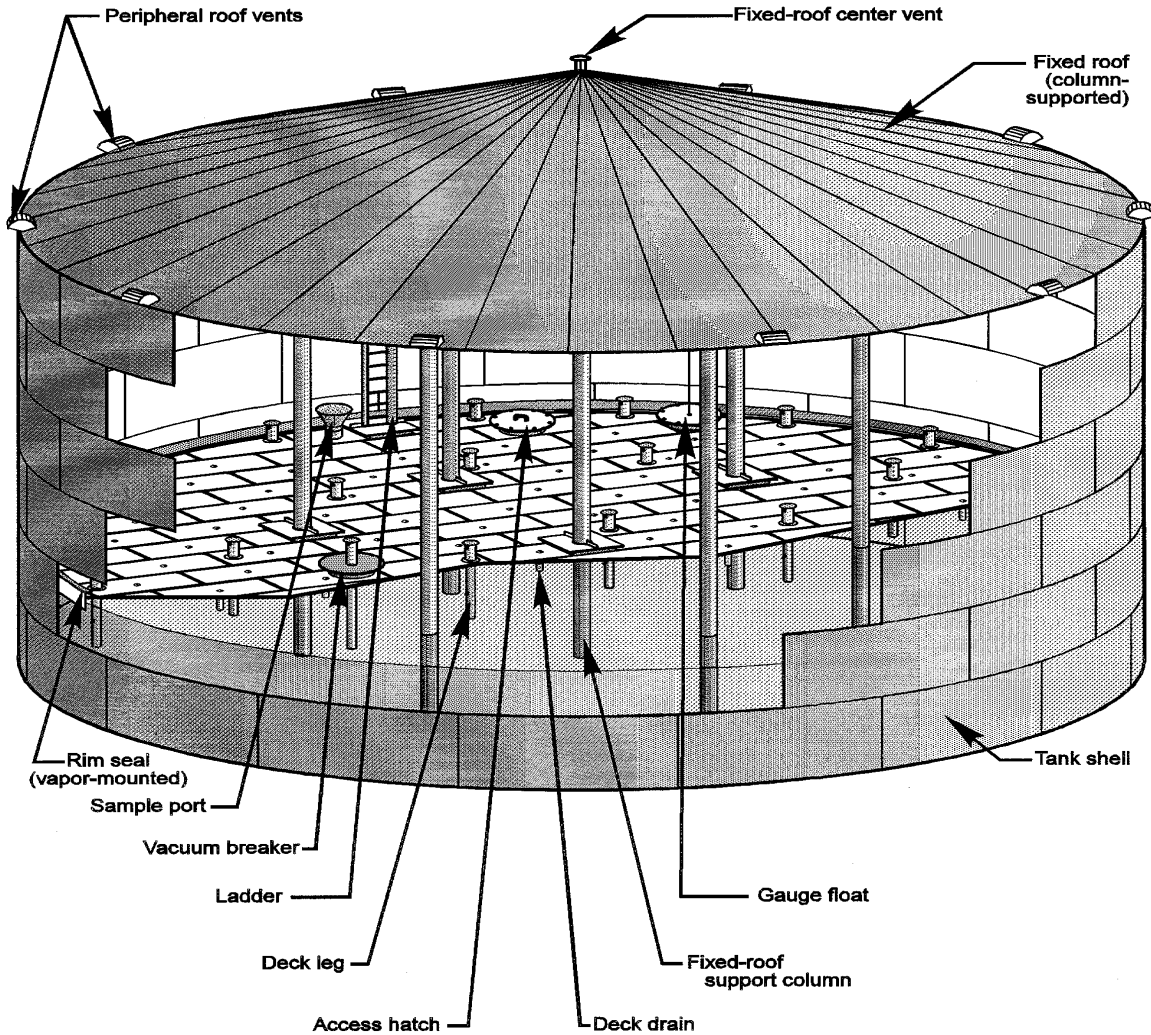 Peripheral roof vents
Fixed-roof center vent
Fixed roof
(column-
supported)
Rim seal
(vapor-mounted)
Tank shell
Sample port
Vacuum breaker
Ladder
Gauge float
Deck leg
Fixed-roof
support column
Access hatch
Deck drain